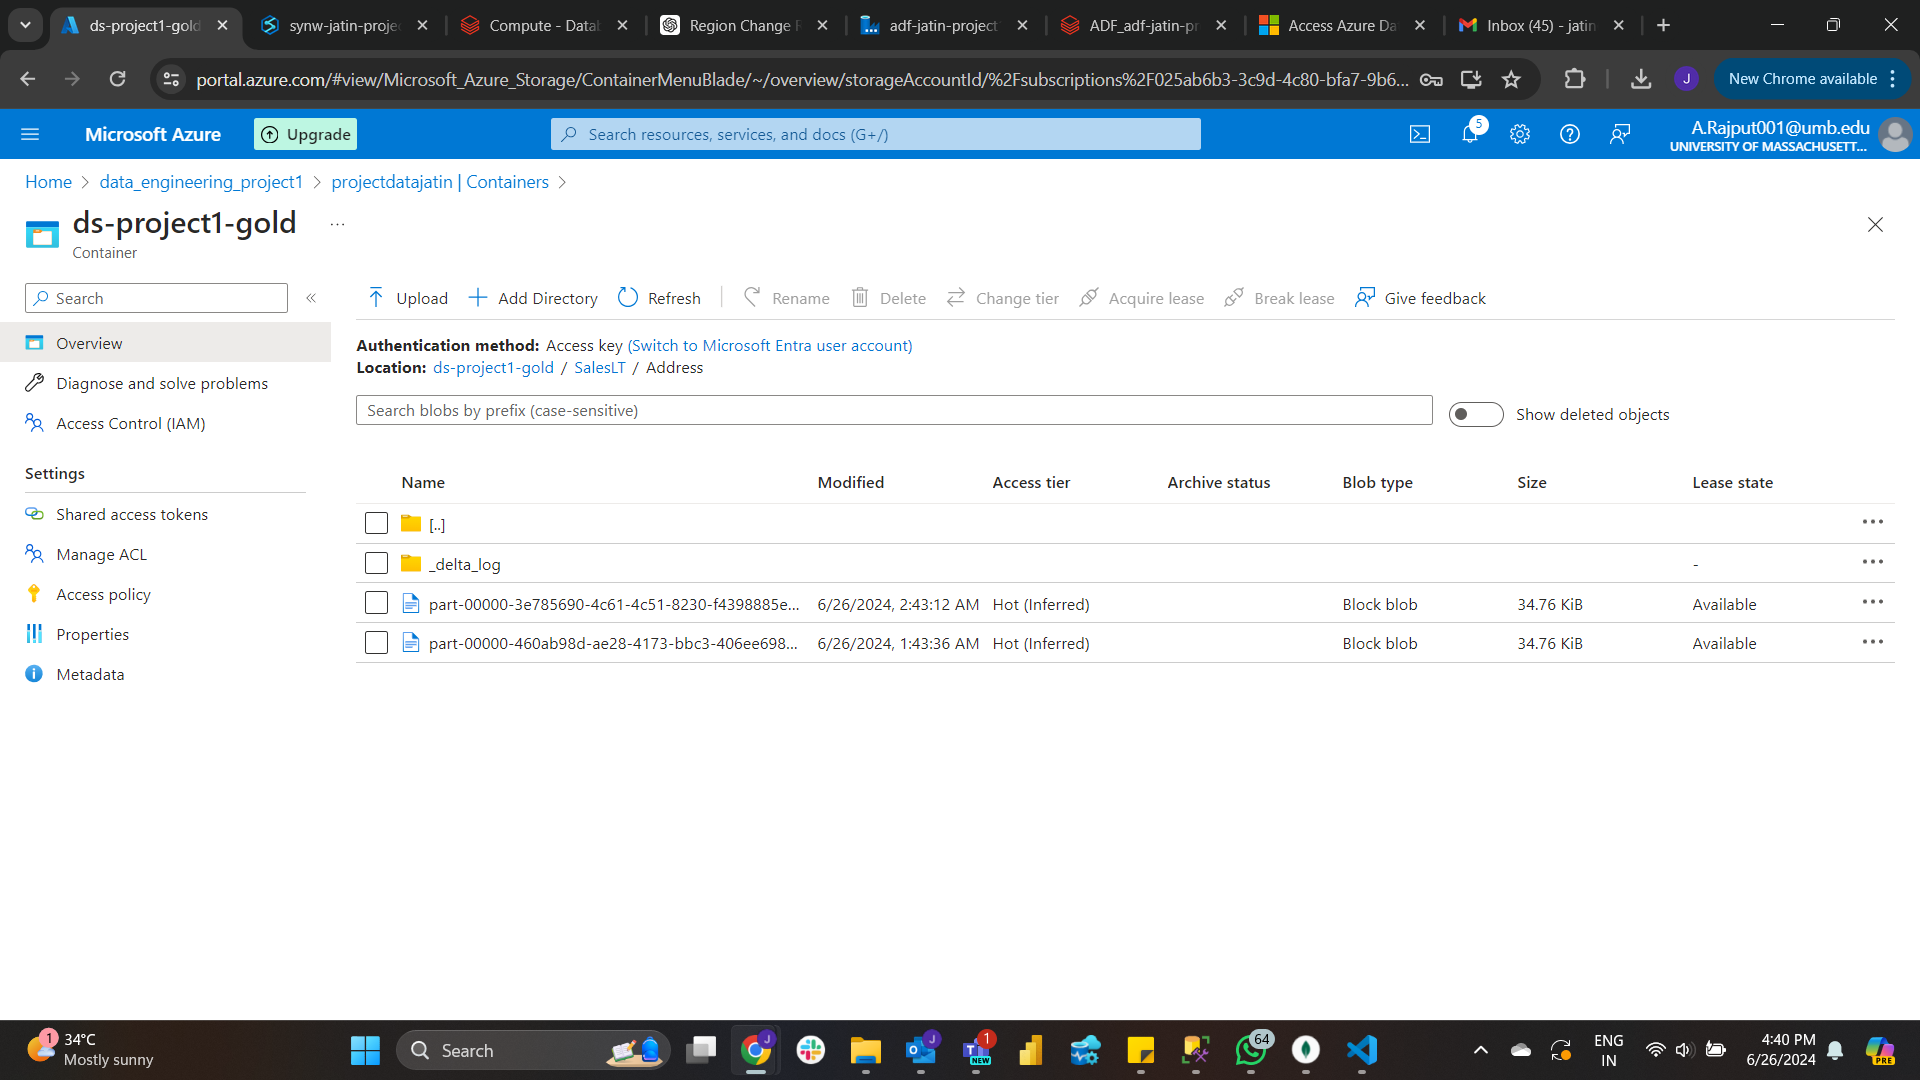 ds-project1-gold
synw-jatin-projec
Compute - Datab
Region Change R
adf-jatin-project
ADF_adf-jatin-pr
Access Azure Da
Inbox (45) - jatin
portal.azure.com/#view/Microsoft_Azure_Storage/ContainerMenuBlade/~/overview/storageAccountId/%2Fsubscriptions%2F025ab6b3-3c9d-4c80-bfa7-9b6...
J
New Chrome available
Microsoft Azure
Upgrade
Search resources, services, and docs (G+/)
5
A.Rajput001@umb.edu
UNIVERSITY OF MASSACHUSETT...
Home > data_engineering_project1 > projectdatajatin | Containers >
ds-project1-gold ...
Container
Search
«
Upload
Add Directory
Refresh
Rename
Delete
Change tier
Acquire lease
Break lease
Give feedback
Overview
Diagnose and solve problems
Access Control (IAM)
Settings
Shared access tokens
Manage ACL
Access policy
Properties
Metadata
Authentication method: Access key (Switch to Microsoft Entra user account)
Location: ds-project1-gold / SalesLT / Address
Search blobs by prefix (case-sensitive)
Show deleted objects
Name Modified Access tier Archive status Blob type Size Lease state
[..]
_delta_log -
part-00000-3e785690-4c61-4c51-8230-f4398885e... 6/26/2024, 2:43:12 AM Hot (Inferred) Block blob 34.76 KiB Available
part-00000-460ab98d-ae28-4173-bbc3-406ee698... 6/26/2024, 1:43:36 AM Hot (Inferred) Block blob 34.76 KiB Available
1
34°C
Mostly sunny
Search
J
J
1
NEW
64
ENG
IN
4:40 PM
6/26/2024
PRE